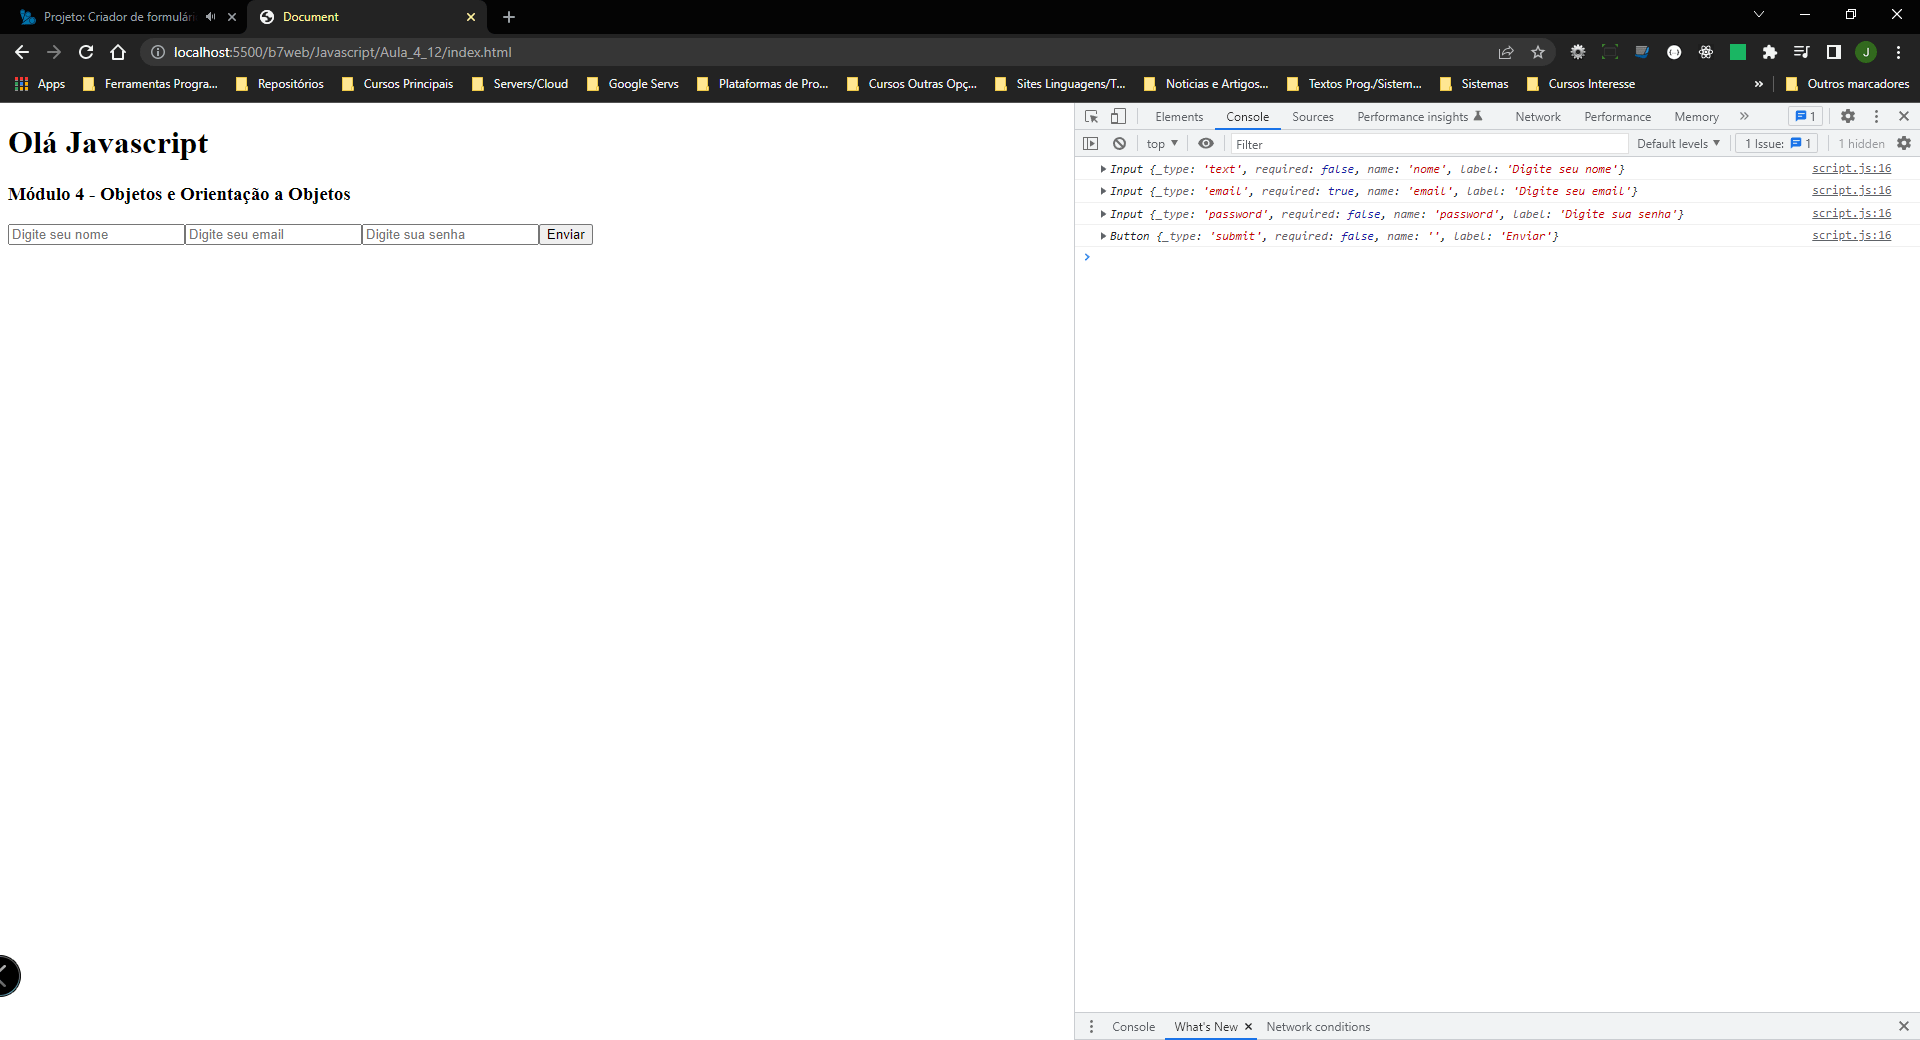 Projeto: Criador de formulári
Document
localhost:5500/b7web/Javascript/Aula_4_12/index.html
J
Apps Ferramentas Progra... Repositórios Cursos Principais Servers/Cloud Google Servs Plataformas de Pro... Cursos Outras Opç... Sites Linguagens/T... Noticias e Artigos... Textos Prog./Sistem... Sistemas Cursos Interesse » Outros marcadores
Olá Javascript
Módulo 4 - Objetos e Orientação a Objetos
Digite seu nome Digite seu email Digite sua senha Enviar
Elements Console Sources Performance insights Network Performance Memory » 1
top Filter Default levels 1 Issue: 1 1 hidden
Input {_type: 'text', required: false, name: 'nome', label: 'Digite seu nome'} script.js:16
Input {_type: 'email', required: true, name: 'email', label: 'Digite seu email'} script.js:16
Input {_type: 'password', required: false, name: 'password', label: 'Digite sua senha'} script.js:16
Button {_type: 'submit', required: false, name: '', label: 'Enviar'} script.js:16
Console What's New Network conditions